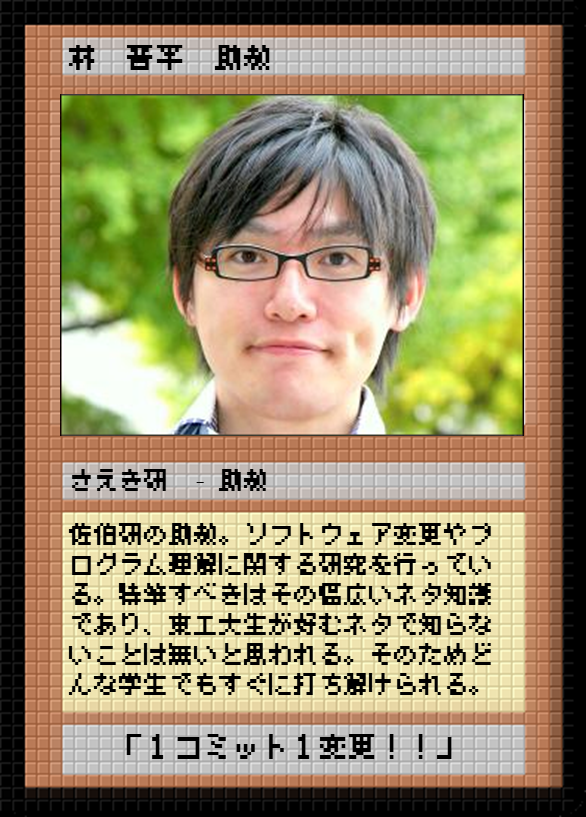 林 晋平 助教
さえき研 - 助教
佐伯研の助教。ソフトウェア変更やプ
ログラム理解に関する研究を行ってい
る。特筆すべきはその幅広いネタ知識
であり、東工大生が好むネタで知らな
いことは無いと思われる。そのためど
んな学生でもすぐに打ち解けられる。
「1コミット1変更！！」